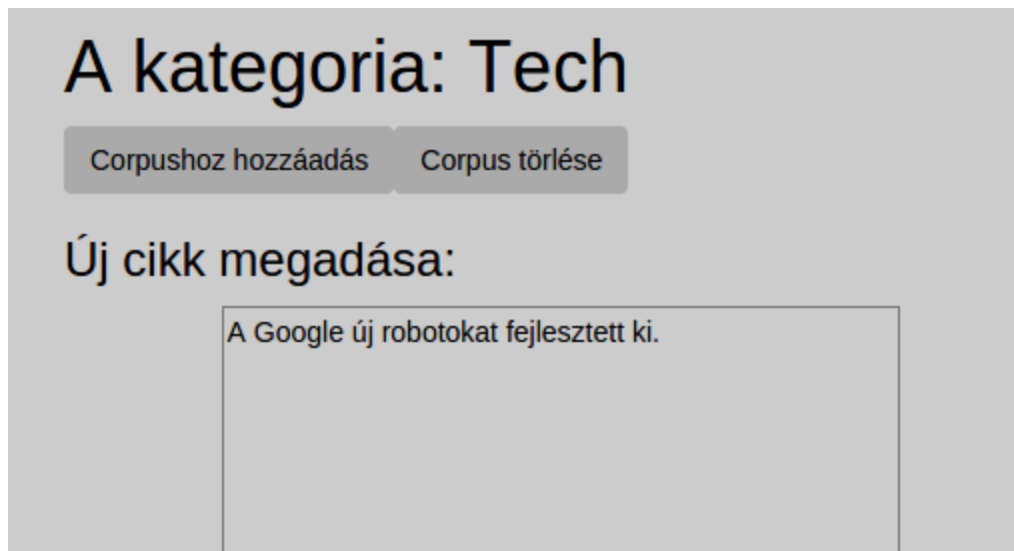 A kategoria: Tech
Corpushoz hozzáadás Corpus törlése
Új cikk megadása:
A Google új robotokat fejlesztett ki.